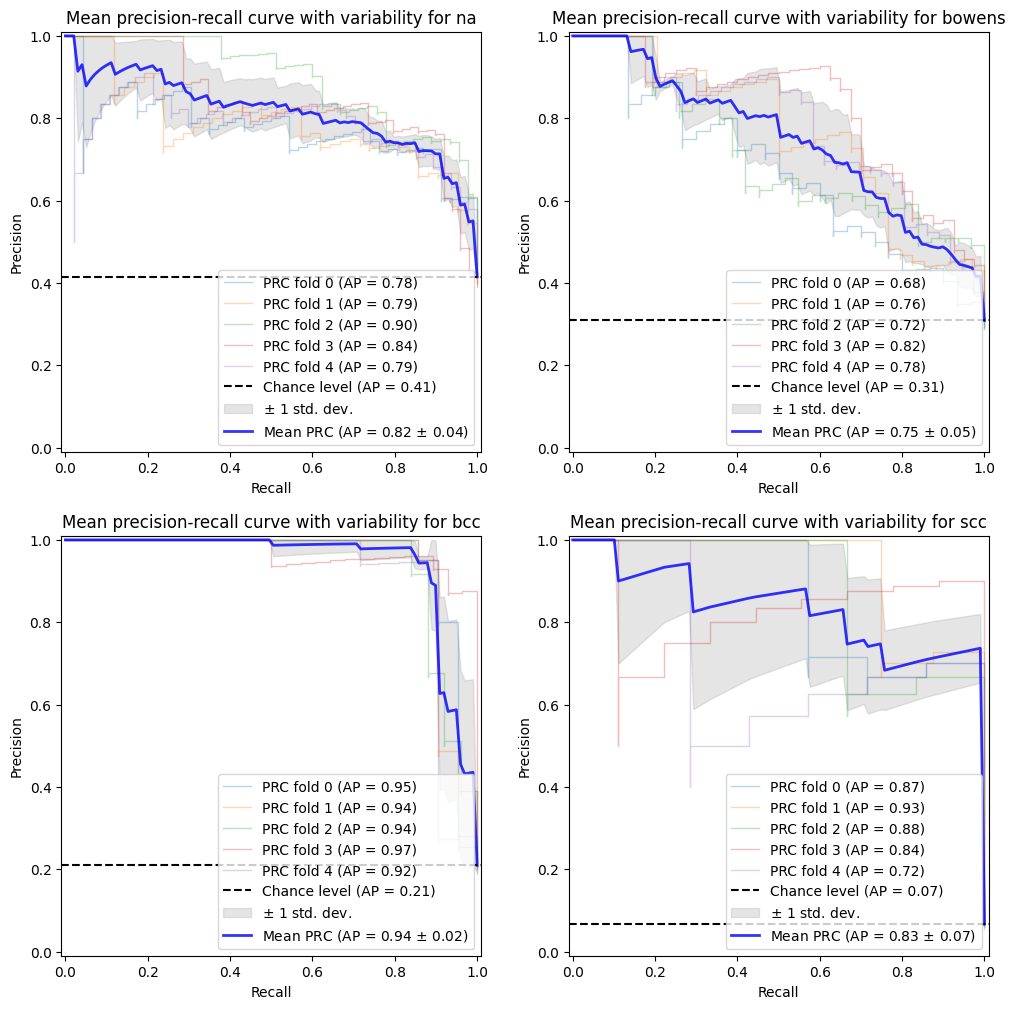 Mean precision-recall curve with variability for na
1.0
0.8
0.6
0.4
0.2
0.0
Precision
PRC fold 0 (AP = 0.78)
PRC fold 1 (AP = 0.79)
PRC fold 2 (AP = 0.90)
PRC fold 3 (AP = 0.84)
PRC fold 4 (AP = 0.79)
Chance level (AP = 0.41)
± 1 std. dev.
Mean PRC (AP = 0.82 ± 0.04)
0.0 0.2 0.4 0.6 0.8 1.0
Recall
Mean precision-recall curve with variability for bowens
1.0
0.8
0.6
0.4
0.2
0.0
Precision
PRC fold 0 (AP = 0.68)
PRC fold 1 (AP = 0.76)
PRC fold 2 (AP = 0.72)
PRC fold 3 (AP = 0.82)
PRC fold 4 (AP = 0.78)
Chance level (AP = 0.31)
± 1 std. dev.
Mean PRC (AP = 0.75 ± 0.05)
0.0 0.2 0.4 0.6 0.8 1.0
Recall
Mean precision-recall curve with variability for bcc
1.0
0.8
0.6
0.4
0.2
0.0
Precision
PRC fold 0 (AP = 0.95)
PRC fold 1 (AP = 0.94)
PRC fold 2 (AP = 0.94)
PRC fold 3 (AP = 0.97)
PRC fold 4 (AP = 0.92)
Chance level (AP = 0.21)
± 1 std. dev.
Mean PRC (AP = 0.94 ± 0.02)
0.0 0.2 0.4 0.6 0.8 1.0
Recall
Mean precision-recall curve with variability for scc
1.0
0.8
0.6
0.4
0.2
0.0
Precision
PRC fold 0 (AP = 0.87)
PRC fold 1 (AP = 0.93)
PRC fold 2 (AP = 0.88)
PRC fold 3 (AP = 0.84)
PRC fold 4 (AP = 0.72)
Chance level (AP = 0.07)
± 1 std. dev.
Mean PRC (AP = 0.83 ± 0.07)
0.0 0.2 0.4 0.6 0.8 1.0
Recall